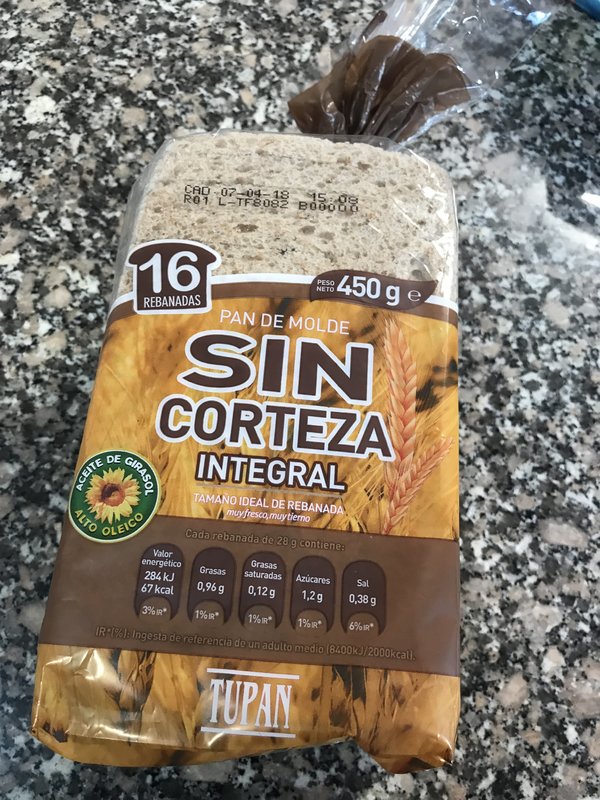 CAD 07-04-18 15:08
R01 L-TF8082 B00000
16
REBANADAS
PESO NETO 450 g e
PAN DE MOLDE
SIN
CORTEZA
INTEGRAL
TAMAÑO IDEAL DE REBANADA
muy fresco, muy tierno
ACEITE DE GIRASOL
ALTO OLEICO
Cada rebanada de 28 g contiene:
Valor energético 284 kJ 67 kcal 3% IR*
Grasas 0,96 g 1% IR*
Grasas saturadas 0,12 g 1% IR*
Azúcares 1,2 g 1% IR*
Sal 0,38 g 6% IR*
IR*(%): Ingesta de referencia de un adulto medio (8400kJ/2000kcal).
TUPAN